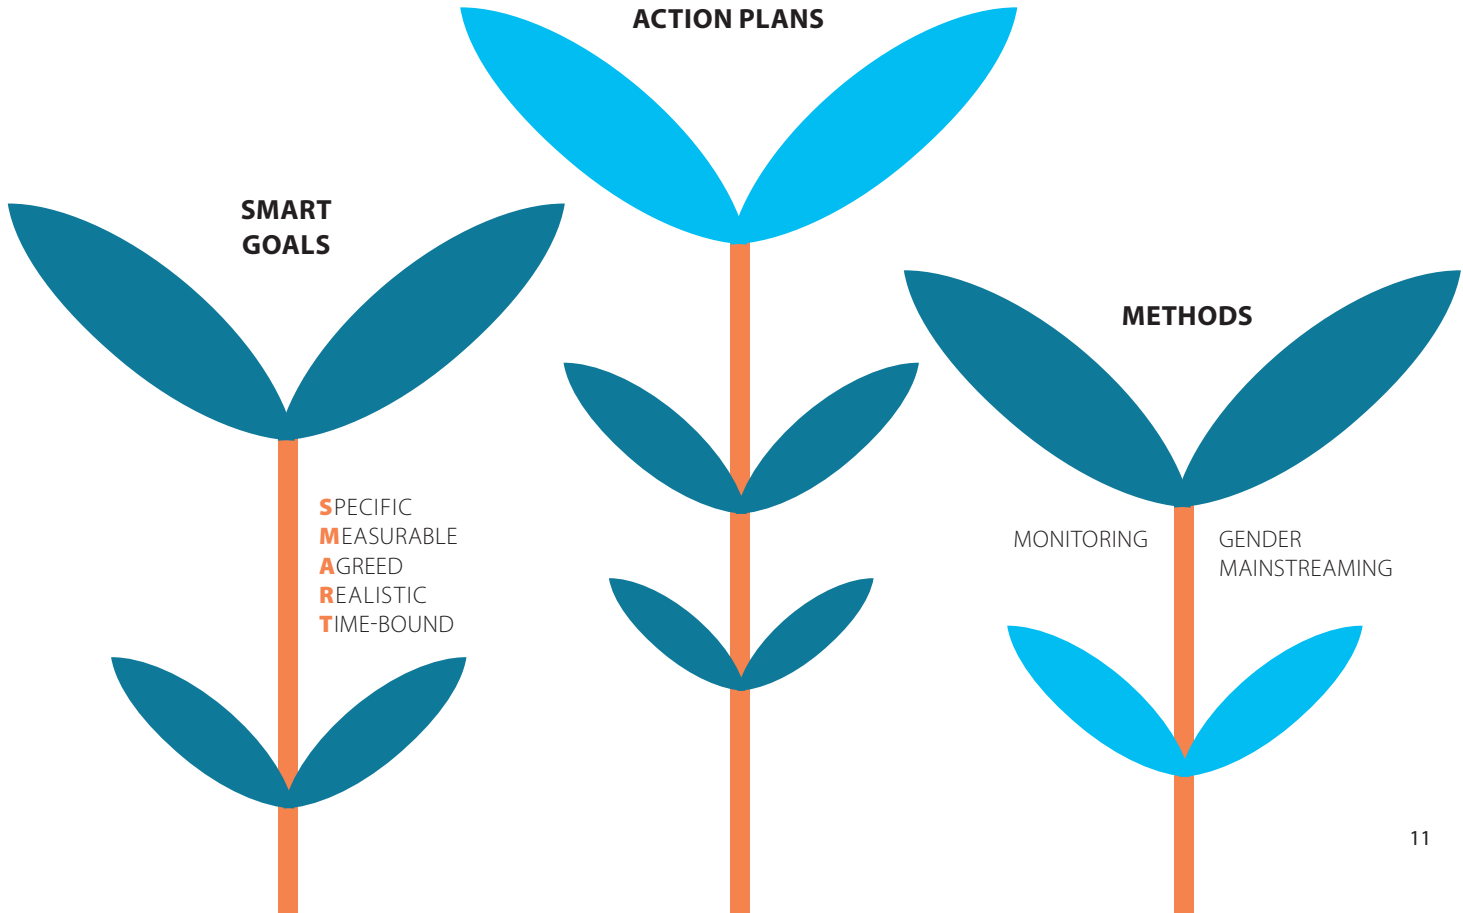 ACTION PLANS
SMART
GOALS
SPECIFIC
MEASURABLE
AGREED
REALISTIC
TIME-BOUND
METHODS
MONITORING
GENDER
MAINSTREAMING
11